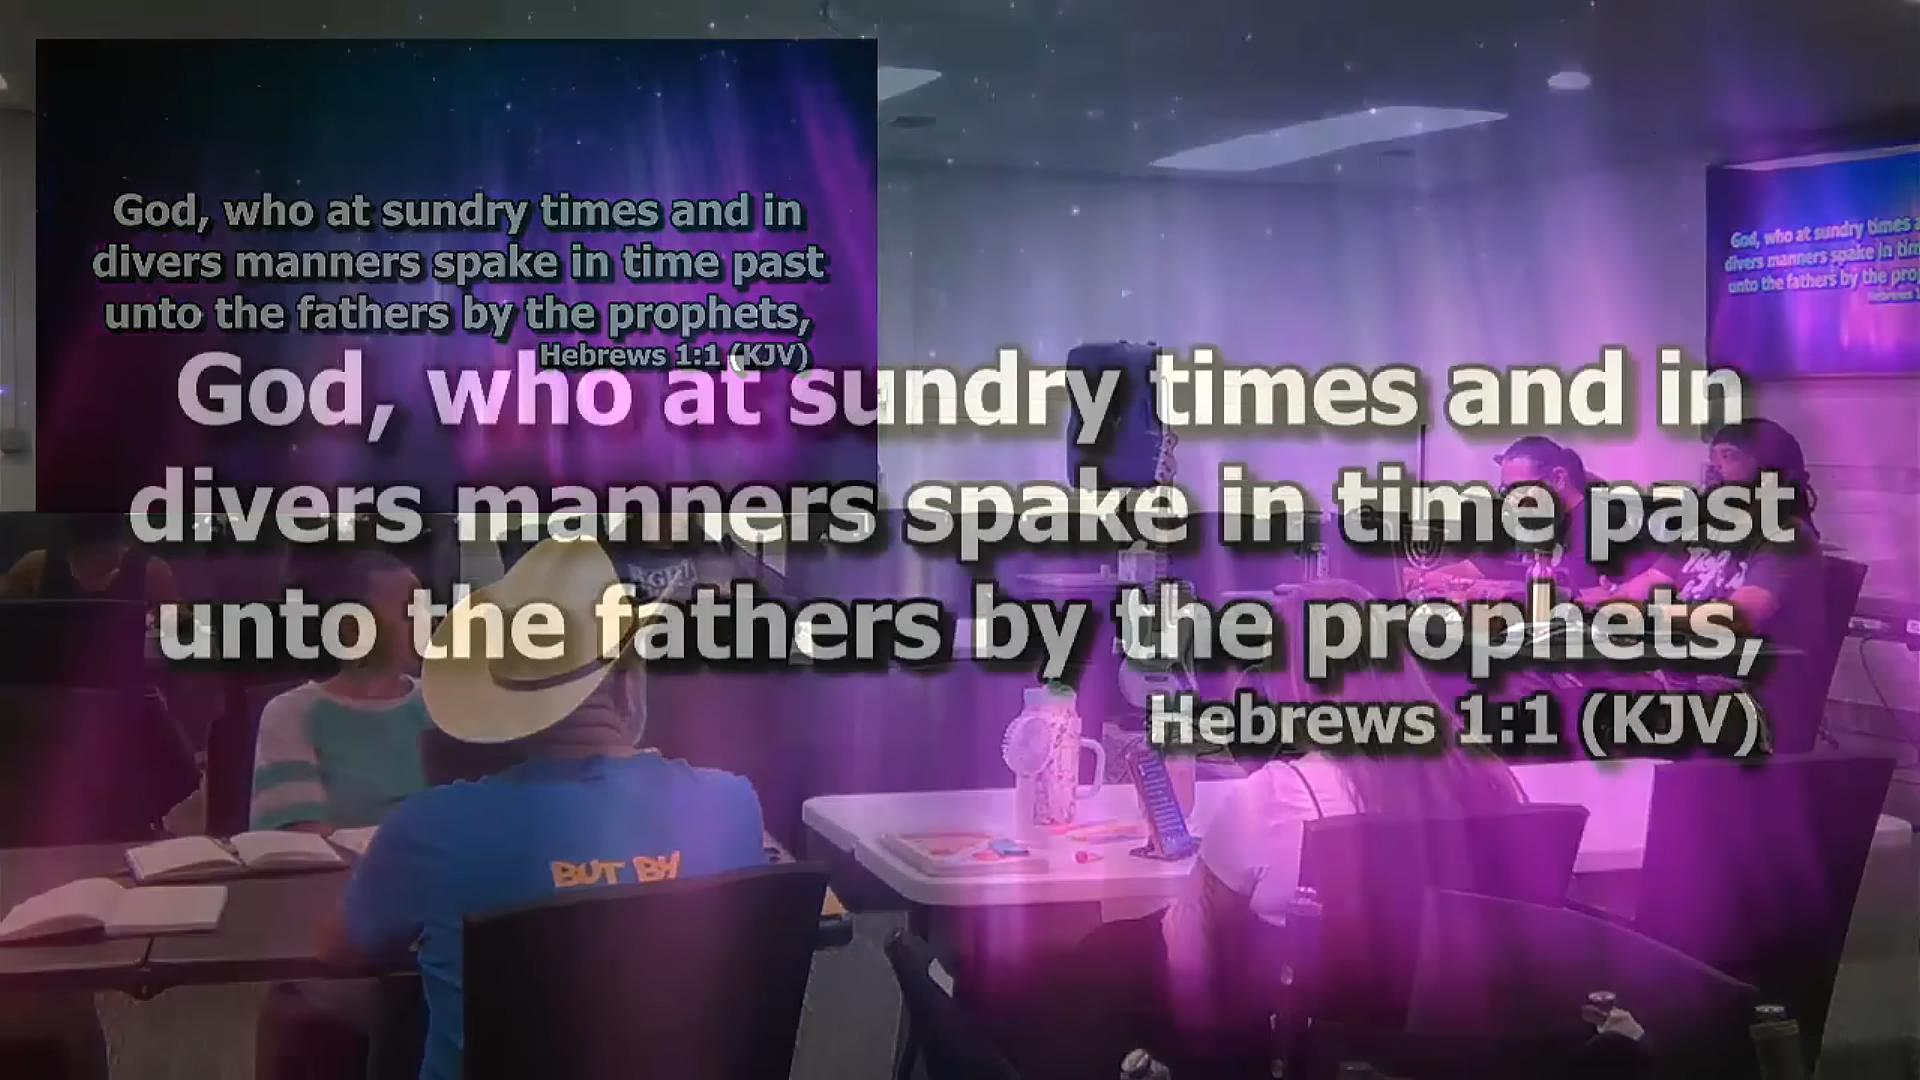 God, who at sundry times and in
divers manners spake in time past
unto the fathers by the prophets,
Hebrews 1:1 (KJV)
God, who at sundry times
divers manners spake in
unto the fathers by the
Hebrews
God, who at sundry times and in
divers manners spake in time past
unto the fathers by the prophets,
Hebrews 1:1 (KJV)
BUT